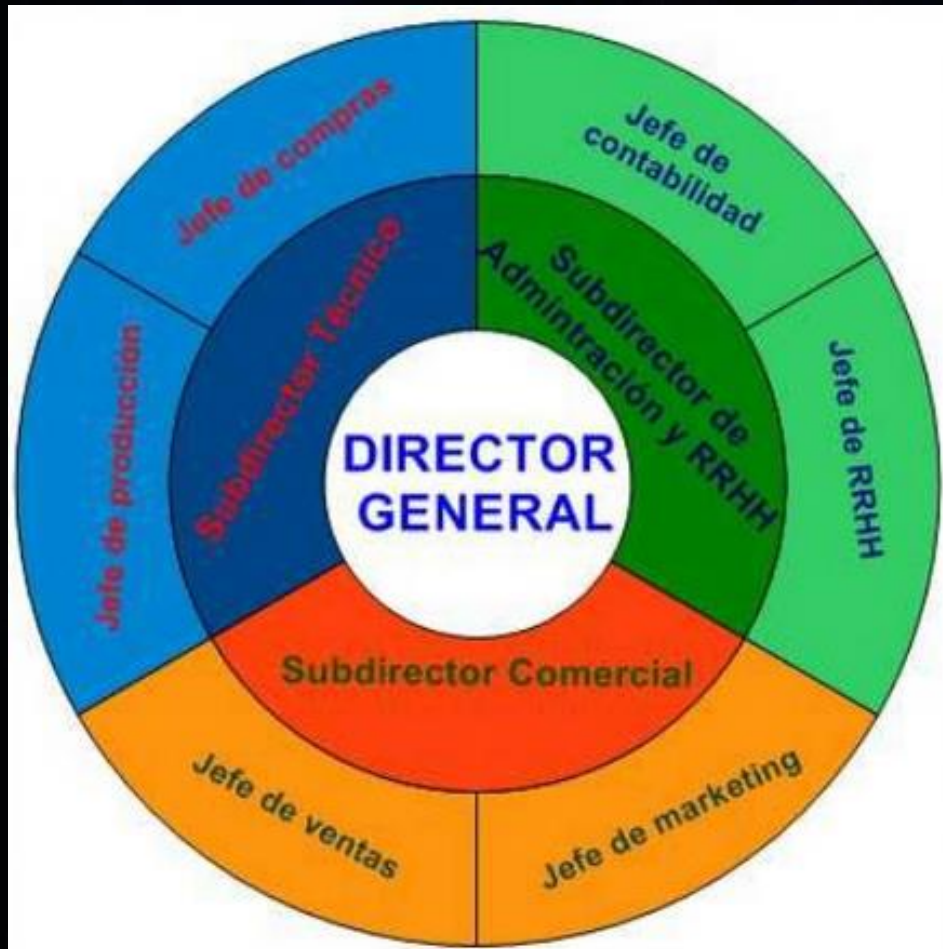 DIRECTOR
GENERAL
Subdirector Técnico
Subdirector de
Admintración y RRHH
Subdirector Comercial
Jefe de compras
Jefe de producción
Jefe de
contabilidad
Jefe de RRHH
Jefe de ventas
Jefe de marketing